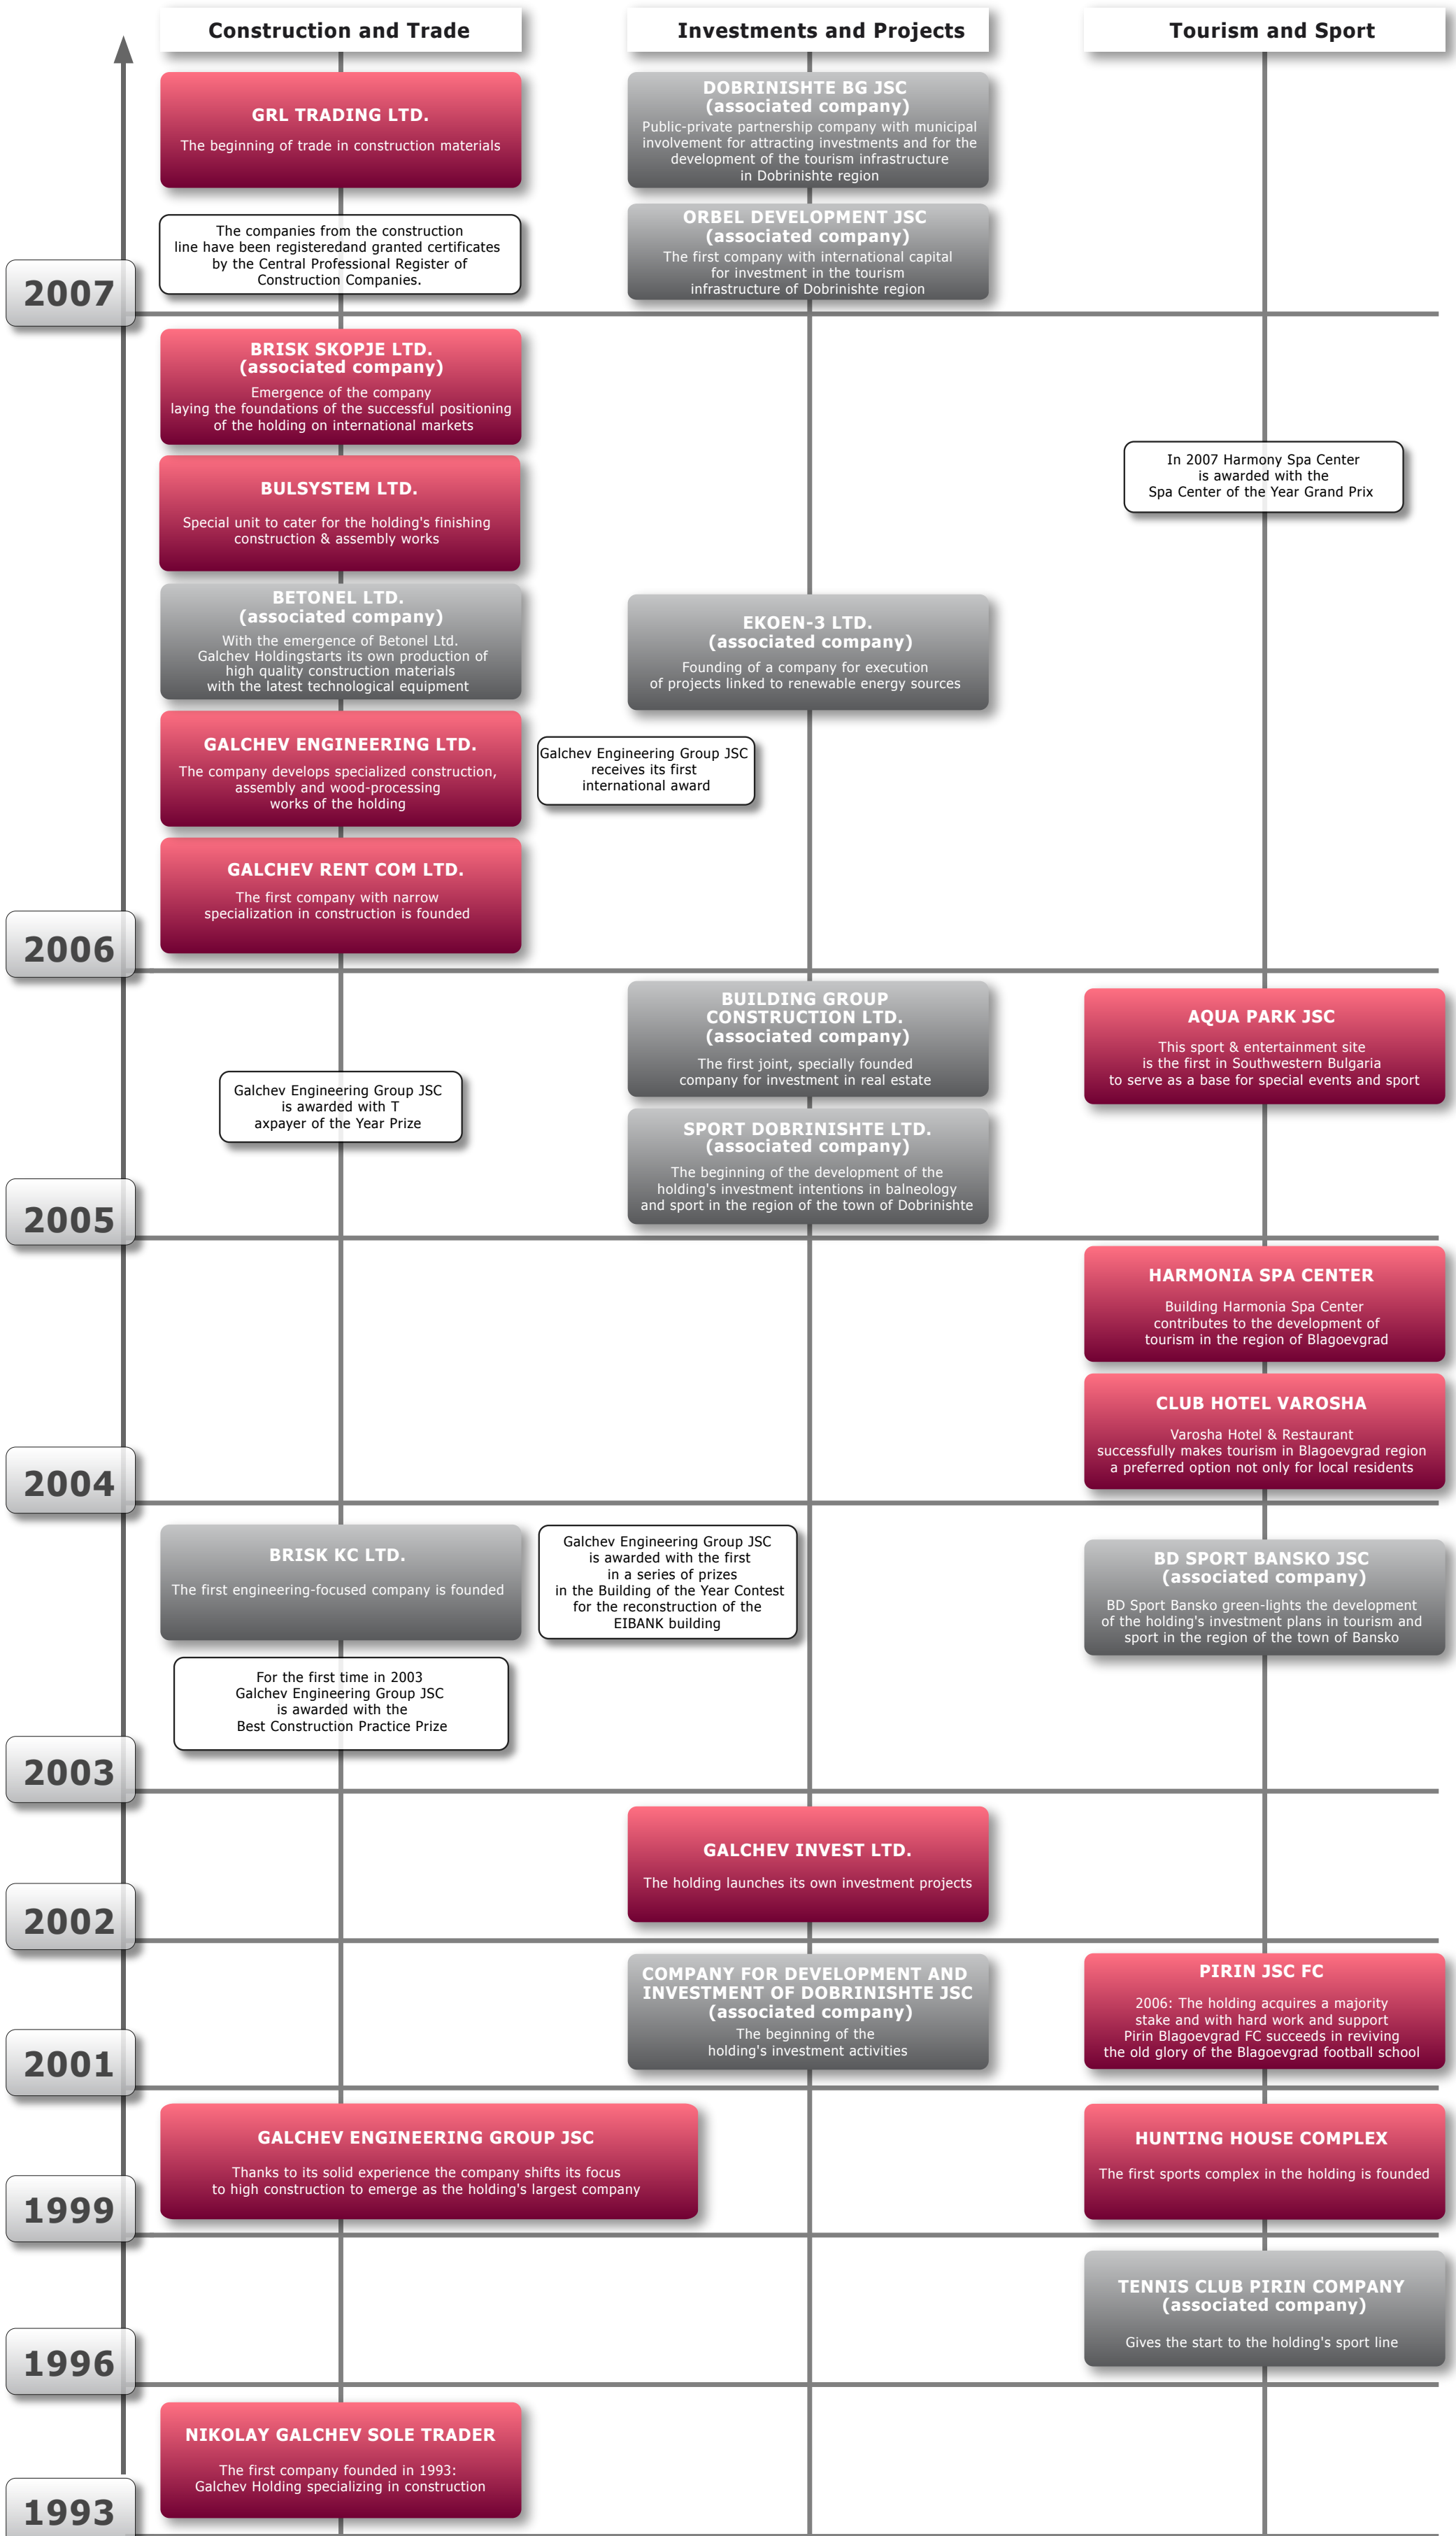 Construction and Trade
Investments and Projects
Tourism and Sport
GRL TRADING LTD.
The beginning of trade in construction materials
DOBRINISHTE BG JSC
(associated company)
Public-private partnership company with municipal
involvement for attracting investments and for the
development of the tourism infrastructure
in Dobrinishte region
The companies from the construction
line have been registeredand granted certificates
by the Central Professional Register of
Construction Companies.
ORBEL DEVELOPMENT JSC
(associated company)
The first company with international capital
for investment in the tourism
infrastructure of Dobrinishte region
2007
BRISK SKOPJE LTD.
(associated company)
Emergence of the company
laying the foundations of the successful positioning
of the holding on international markets
In 2007 Harmony Spa Center
is awarded with the
Spa Center of the Year Grand Prix
BULSYSTEM LTD.
Special unit to cater for the holding's finishing
construction & assembly works
BETONEL LTD.
(associated company)
With the emergence of Betonel Ltd.
Galchev Holdingstarts its own production of
high quality construction materials
with the latest technological equipment
EKOEN-3 LTD.
(associated company)
Founding of a company for execution
of projects linked to renewable energy sources
GALCHEV ENGINEERING LTD.
The company develops specialized construction,
assembly and wood-processing
works of the holding
Galchev Engineering Group JSC
receives its first
international award
GALCHEV RENT COM LTD.
The first company with narrow
specialization in construction is founded
2006
BUILDING GROUP
CONSTRUCTION LTD.
(associated company)
The first joint, specially founded
company for investment in real estate
AQUA PARK JSC
This sport & entertainment site
is the first in Southwestern Bulgaria
to serve as a base for special events and sport
Galchev Engineering Group JSC
is awarded with T
axpayer of the Year Prize
SPORT DOBRINISHTE LTD.
(associated company)
The beginning of the development of the
holding's investment intentions in balneology
and sport in the region of the town of Dobrinishte
2005
HARMONIA SPA CENTER
Building Harmonia Spa Center
contributes to the development of
tourism in the region of Blagoevgrad
CLUB HOTEL VAROSHA
Varosha Hotel & Restaurant
successfully makes tourism in Blagoevgrad region
a preferred option not only for local residents
2004
BRISK KC LTD.
The first engineering-focused company is founded
Galchev Engineering Group JSC
is awarded with the first
in a series of prizes
in the Building of the Year Contest
for the reconstruction of the
EIBANK building
BD SPORT BANSKO JSC
(associated company)
BD Sport Bansko green-lights the development
of the holding's investment plans in tourism and
sport in the region of the town of Bansko
For the first time in 2003
Galchev Engineering Group JSC
is awarded with the
Best Construction Practice Prize
2003
GALCHEV INVEST LTD.
The holding launches its own investment projects
2002
COMPANY FOR DEVELOPMENT AND
INVESTMENT OF DOBRINISHTE JSC
(associated company)
The beginning of the
holding's investment activities
PIRIN JSC FC
2006: The holding acquires a majority
stake and with hard work and support
Pirin Blagoevgrad FC succeeds in reviving
the old glory of the Blagoevgrad football school
2001
GALCHEV ENGINEERING GROUP JSC
Thanks to its solid experience the company shifts its focus
to high construction to emerge as the holding's largest company
HUNTING HOUSE COMPLEX
The first sports complex in the holding is founded
1999
TENNIS CLUB PIRIN COMPANY
(associated company)
Gives the start to the holding's sport line
1996
NIKOLAY GALCHEV SOLE TRADER
The first company founded in 1993:
Galchev Holding specializing in construction
1993